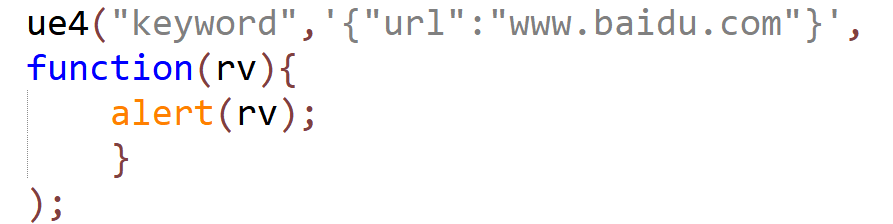 ue4("keyword",'{"url":"www.baidu.com"}',
function(rv){
alert(rv);
}
);